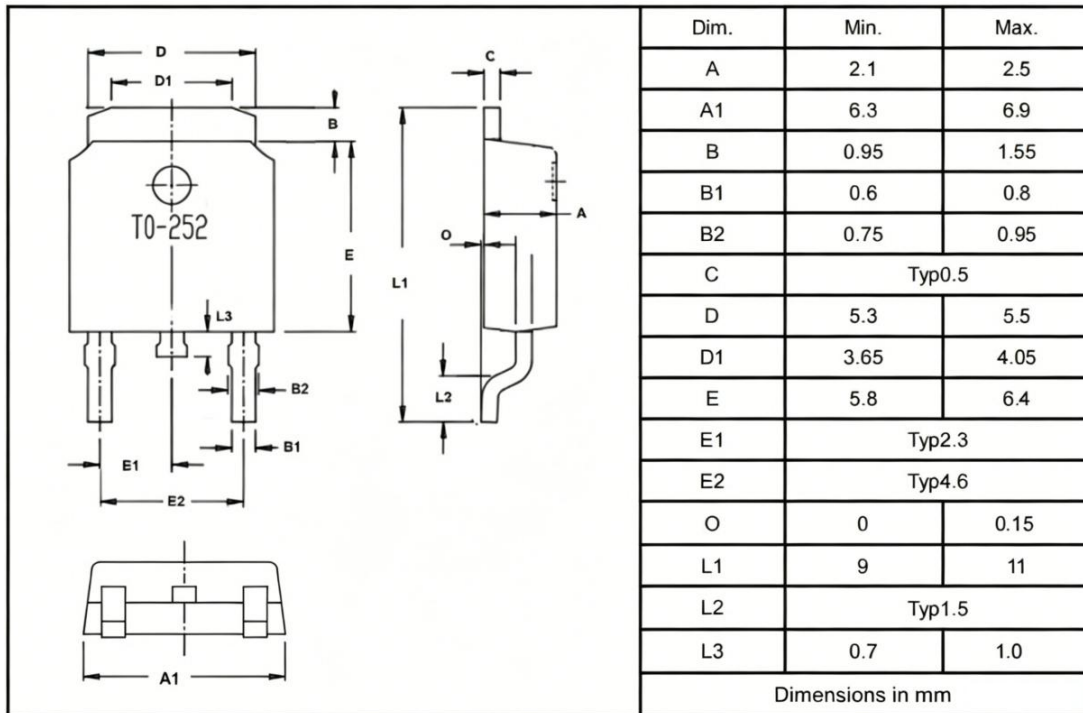 D
D1
C
B
TO-252
A
O
E
L1
L3
B2
L2
B1
E1
E2
A1
Dim. Min. Max.
A 2.1 2.5
A1 6.3 6.9
B 0.95 1.55
B1 0.6 0.8
B2 0.75 0.95
C Typ0.5
D 5.3 5.5
D1 3.65 4.05
E 5.8 6.4
E1 Typ2.3
E2 Typ4.6
O 0 0.15
L1 9 11
L2 Typ1.5
L3 0.7 1.0
Dimensions in mm